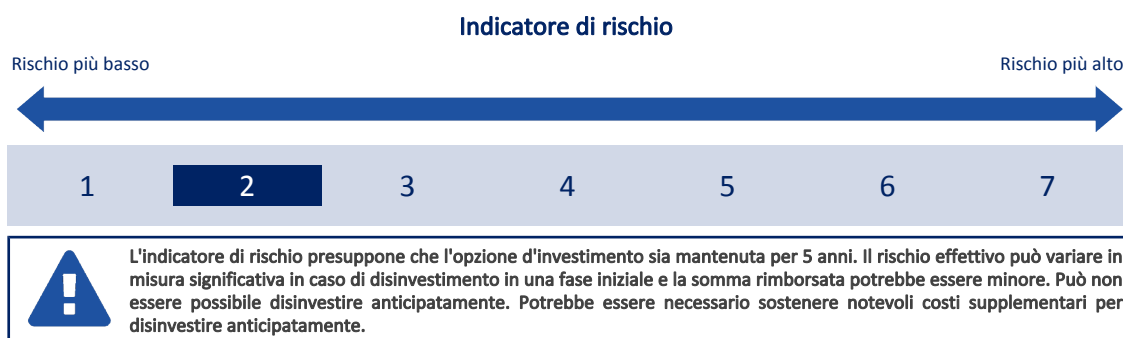 Indicatore di rischio
Rischio più basso
Rischio più alto
1 2 3 4 5 6 7
L'indicatore di rischio presuppone che l'opzione d'investimento sia mantenuta per 5 anni. Il rischio effettivo può variare in
misura significativa in caso di disinvestimento in una fase iniziale e la somma rimborsata potrebbe essere minore. Può non
essere possibile disinvestire anticipatamente. Potrebbe essere necessario sostenere notevoli costi supplementari per
disinvestire anticipatamente.